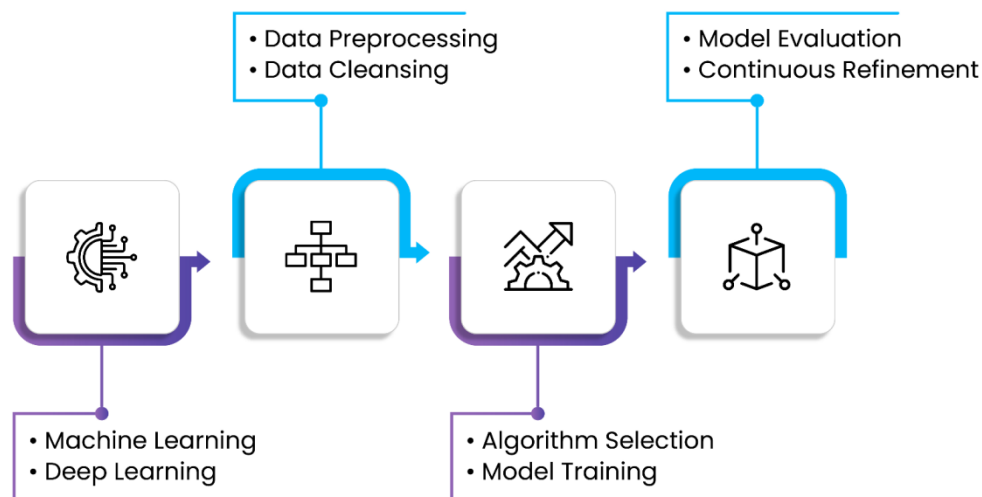 • Data Preprocessing
• Data Cleansing
• Model Evaluation
• Continuous Refinement
• Machine Learning
• Deep Learning
• Algorithm Selection
• Model Training